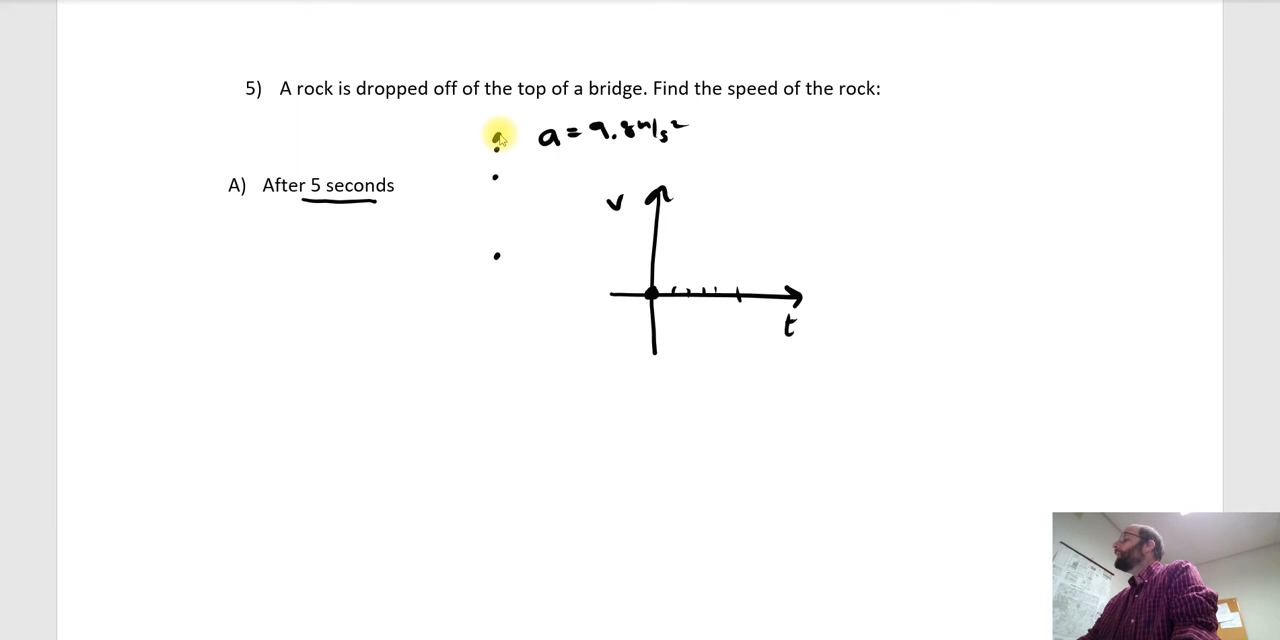 5) A rock is dropped off of the top of a bridge. Find the speed of the rock:
a = 9.8m/s²
A) After 5 seconds
v
t